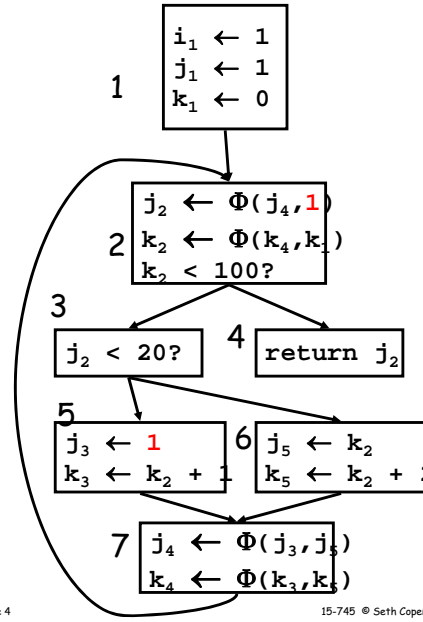 1
i₁ ← 1
j₁ ← 1
k₁ ← 0
2
j₂ ← Φ(j₄,1)
k₂ ← Φ(k₄,k₁)
k₂ < 100?
3
j₂ < 20?
4
return j₂
5
j₃ ← 1
k₃ ← k₂ + 1
6
j₅ ← k₂
k₅ ← k₂ +
7
j₄ ← Φ(j₃,j₅)
k₄ ← Φ(k₃,k₅)
4
15-745 © Seth Cope